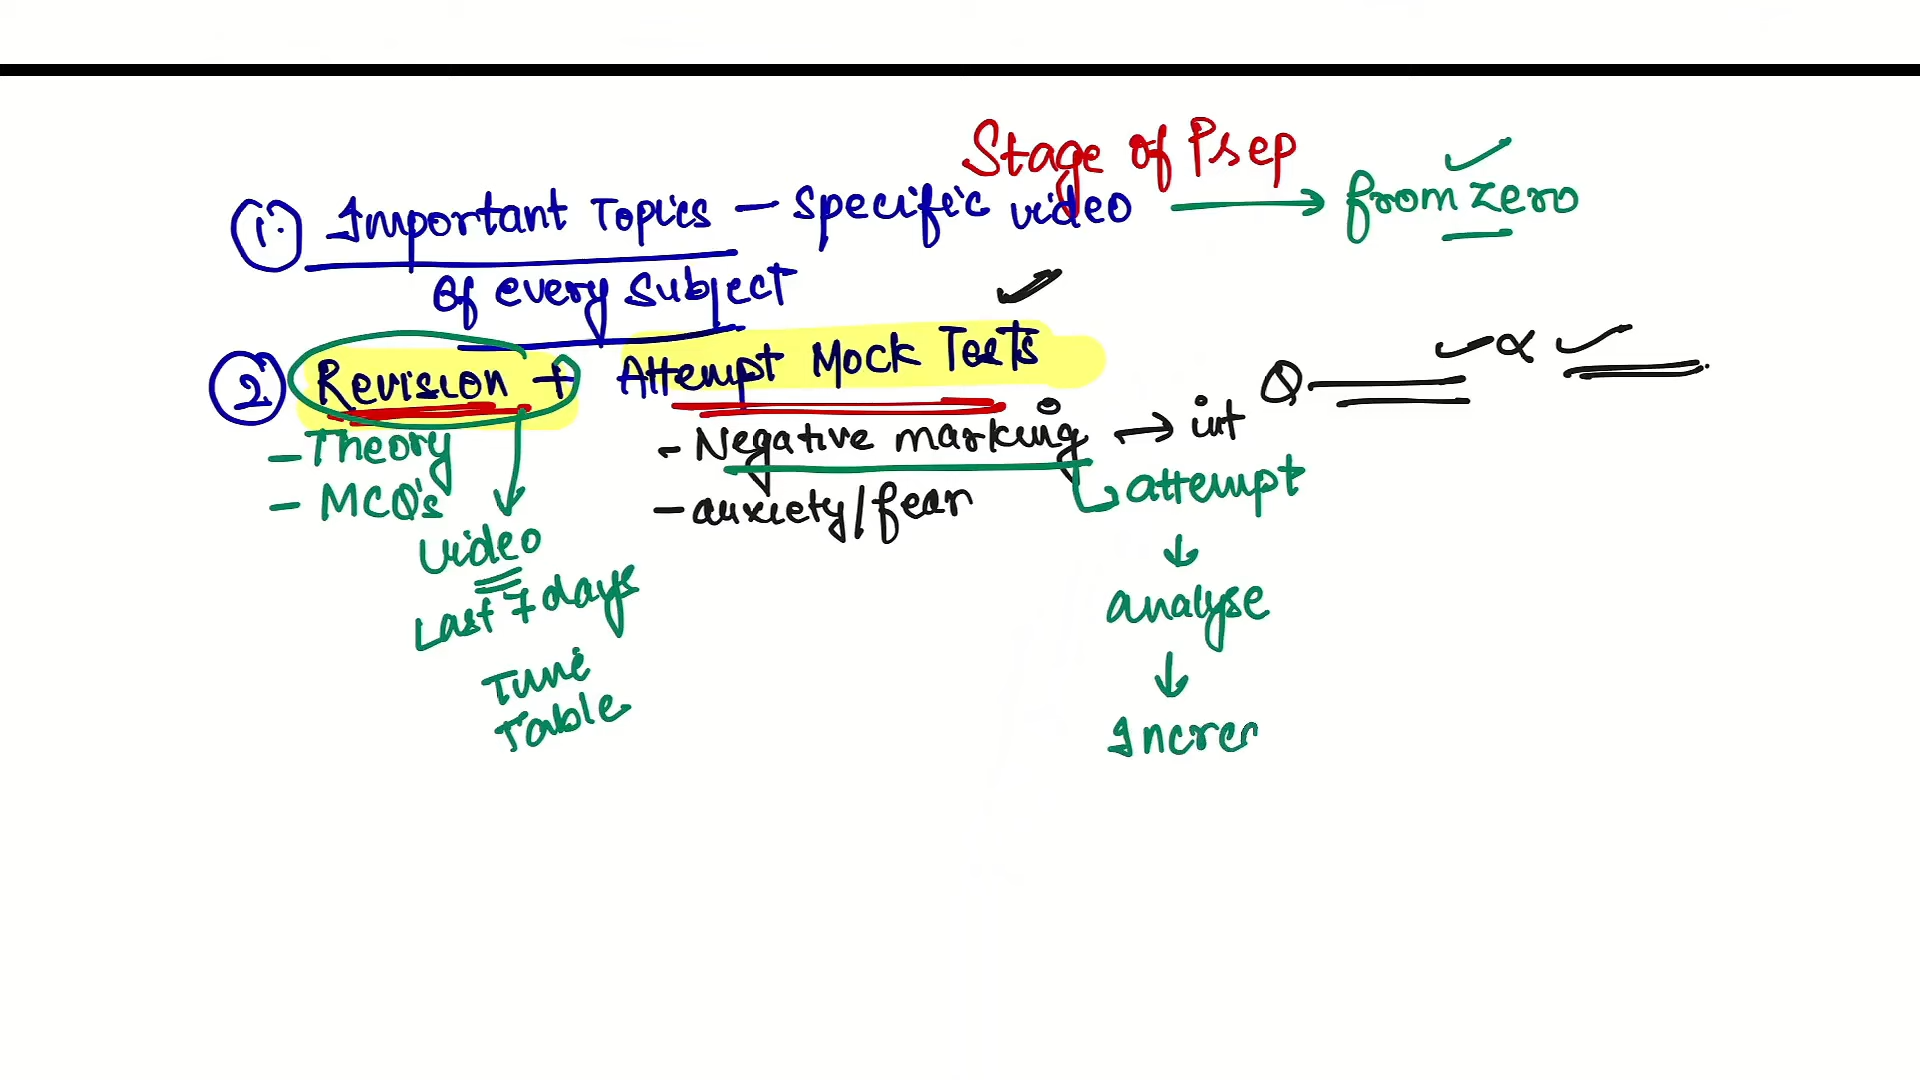 Stage of Prep
1. Important Topics - specific video → from zero
of every subject
2. Revision + Attempt Mock Tests
- Theory
- MCQ's
Video
Last 7 days
Time
Table
- Negative marking → int
- anxiety/fear
Q ∝
attempt
↓
analyse
↓
Increa